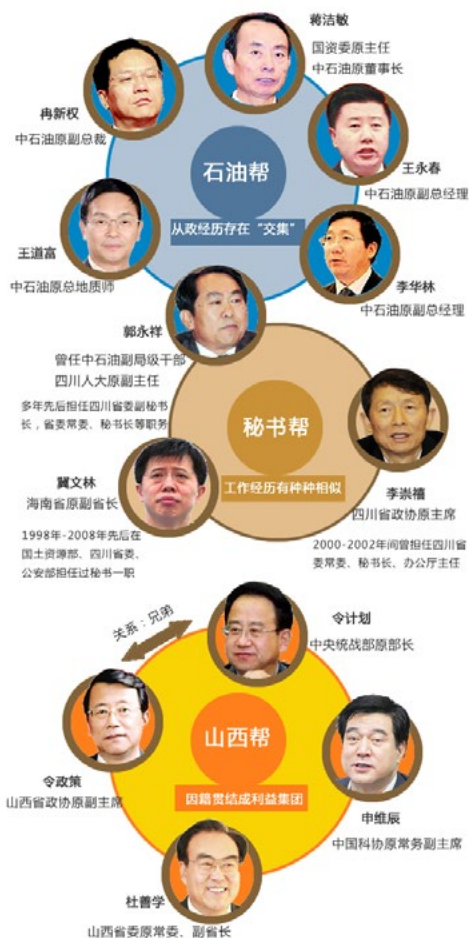 蒋洁敏
国资委原主任
中石油原董事长
冉新权
中石油原副总裁
王永春
中石油原副总经理
石油帮
从政经历存在“交集”
王道富
中石油原总地质师
李华林
中石油原副总经理
郭永祥
曾任中石油副局级干部
四川人大原副主任
多年先后担任四川省委副秘书
长，省委常委、秘书长等职务
秘书帮
工作经历有种种相似
冀文林
海南省原副省长
1998年-2008年先后在
国土资源部、四川省委、
公安部担任过秘书一职
李崇禧
四川省政协原主席
2000-2002年间曾担任四川省
委常委、秘书长、办公厅主任
关系：兄弟
令计划
中央统战部原部长
山西帮
因籍贯结成利益集团
令政策
山西省政协原副主席
申维辰
中国科协原常务副主席
杜善学
山西省委原常委、副省长